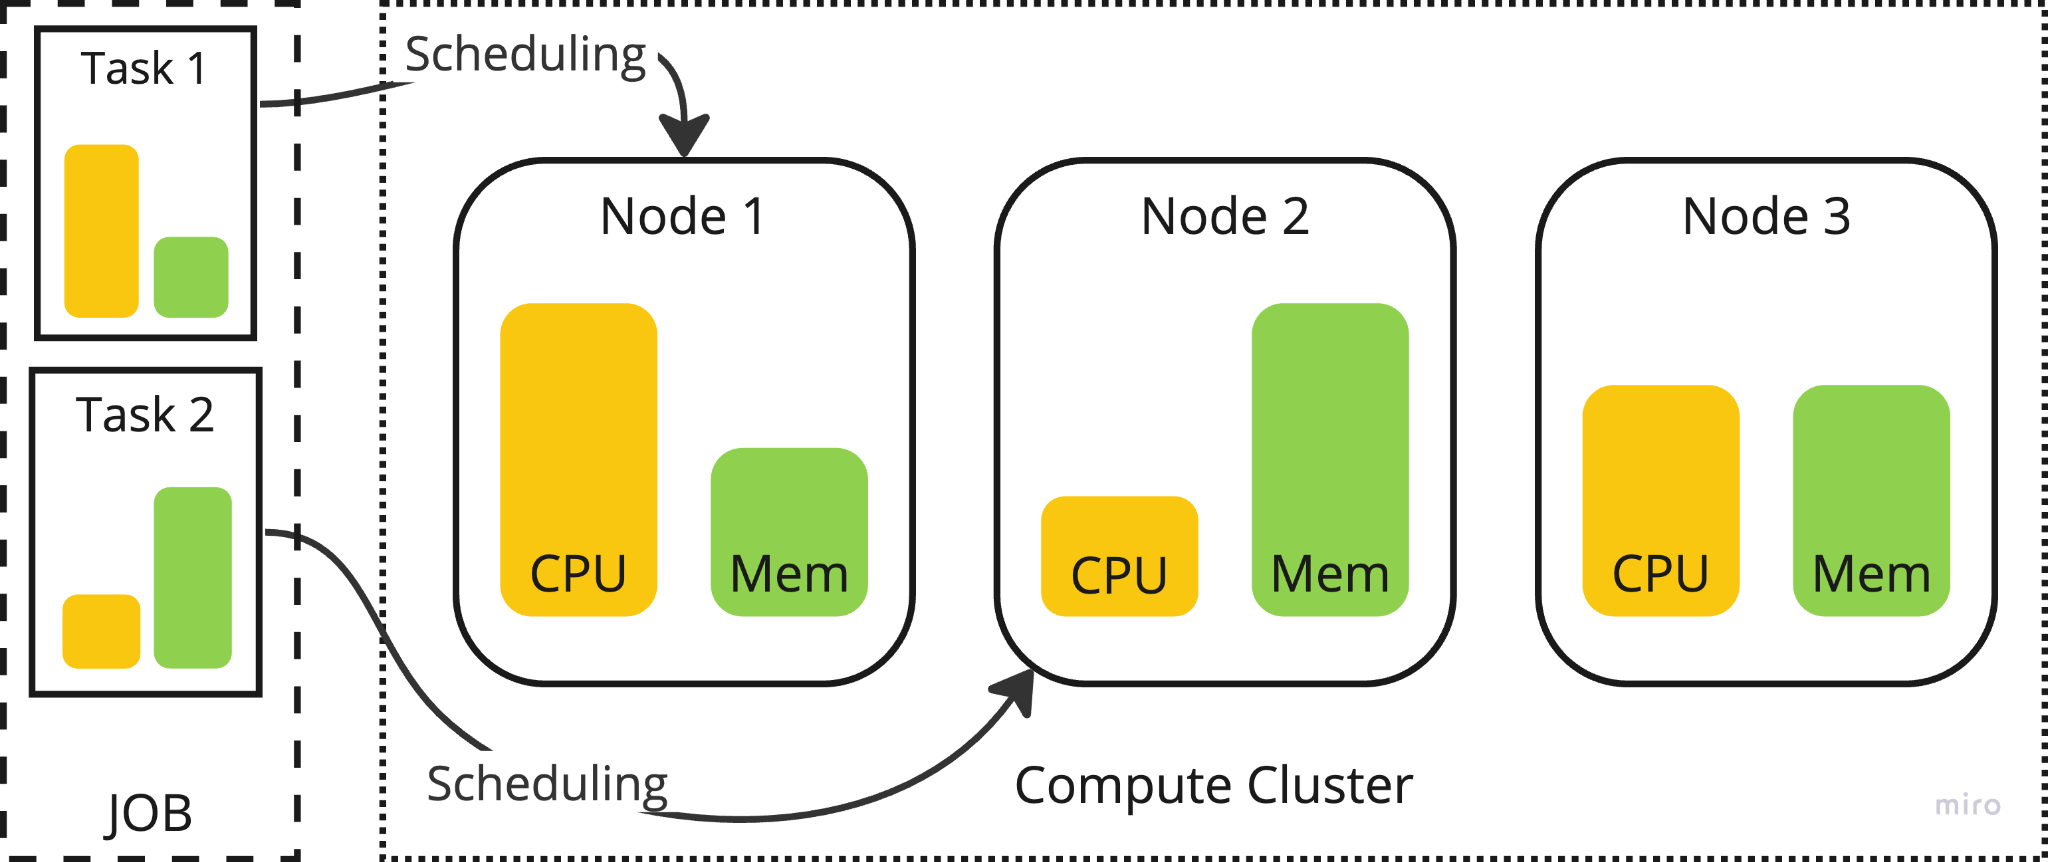 Task 1
Task 2
JOB
Scheduling
Scheduling
Node 1
CPU Mem
Node 2
CPU Mem
Node 3
CPU Mem
Compute Cluster
miro